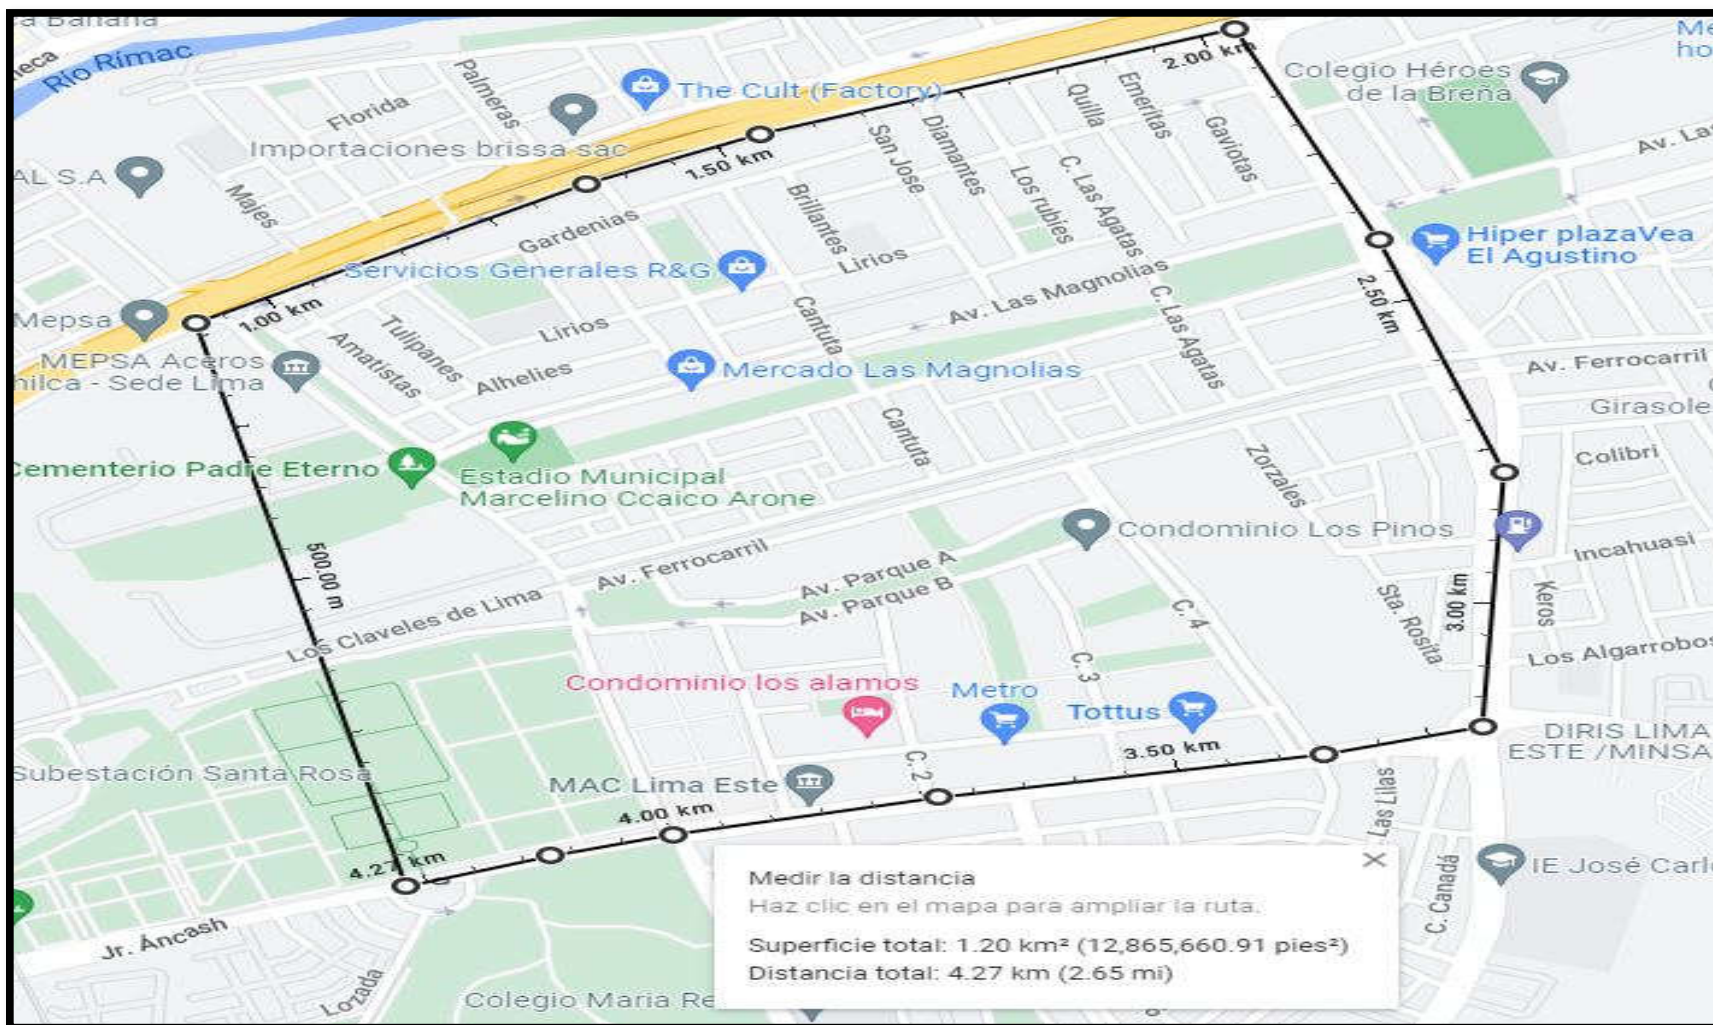 Río Rímac
Palmeras
Florida
The Cult (Factory)
2.00 km
Colegio Héroes
de la Breña
Importaciones brissa sac
1.50 km
San Jose
Diamantes
Quilla
Emeritas
Gaviotas
Av. Las
AL S.A
Majes
Gardenias
Brillantes
Los rubíes
C. Las Agatas
Servicios Generales R&G
Lirios
Hiper plazaVea
El Agustino
Mepsa
1.00 km
Lirios
Cantuta
Av. Las Magnolias
C. Las Agatas
2.50 km
MEPSA Aceros
hilca - Sede Lima
Amatistas
Tulipanes
Alhelies
Mercado Las Magnolias
Av. Ferrocarril
Girasole
Cementerio Padre Eterno
Estadio Municipal
Marcelino Ccaico Arone
Cantuta
Zorzales
Colibri
Condominio Los Pinos
Incahuasi
500.00 m
Av. Ferrocarril
Av. Parque A
Av. Parque B
Los Claveles de Lima
C. 4
Sta. Rosita
3.00 km
Keros
Los Algarrobos
Condominio los alamos
Metro
C. 3
Tottus
DIRIS LIMA
ESTE /MINSA
Subestación Santa Rosa
MAC Lima Este
C. 2
3.50 km
4.00 km
Las Lilas
4.27 km
IE José Carl
C. Canadá
Jr. Áncash
Lozada
Colegio Maria Re
Medir la distancia
Haz clic en el mapa para ampliar la ruta.
Superficie total: 1.20 km² (12,865,660.91 pies²)
Distancia total: 4.27 km (2.65 mi)